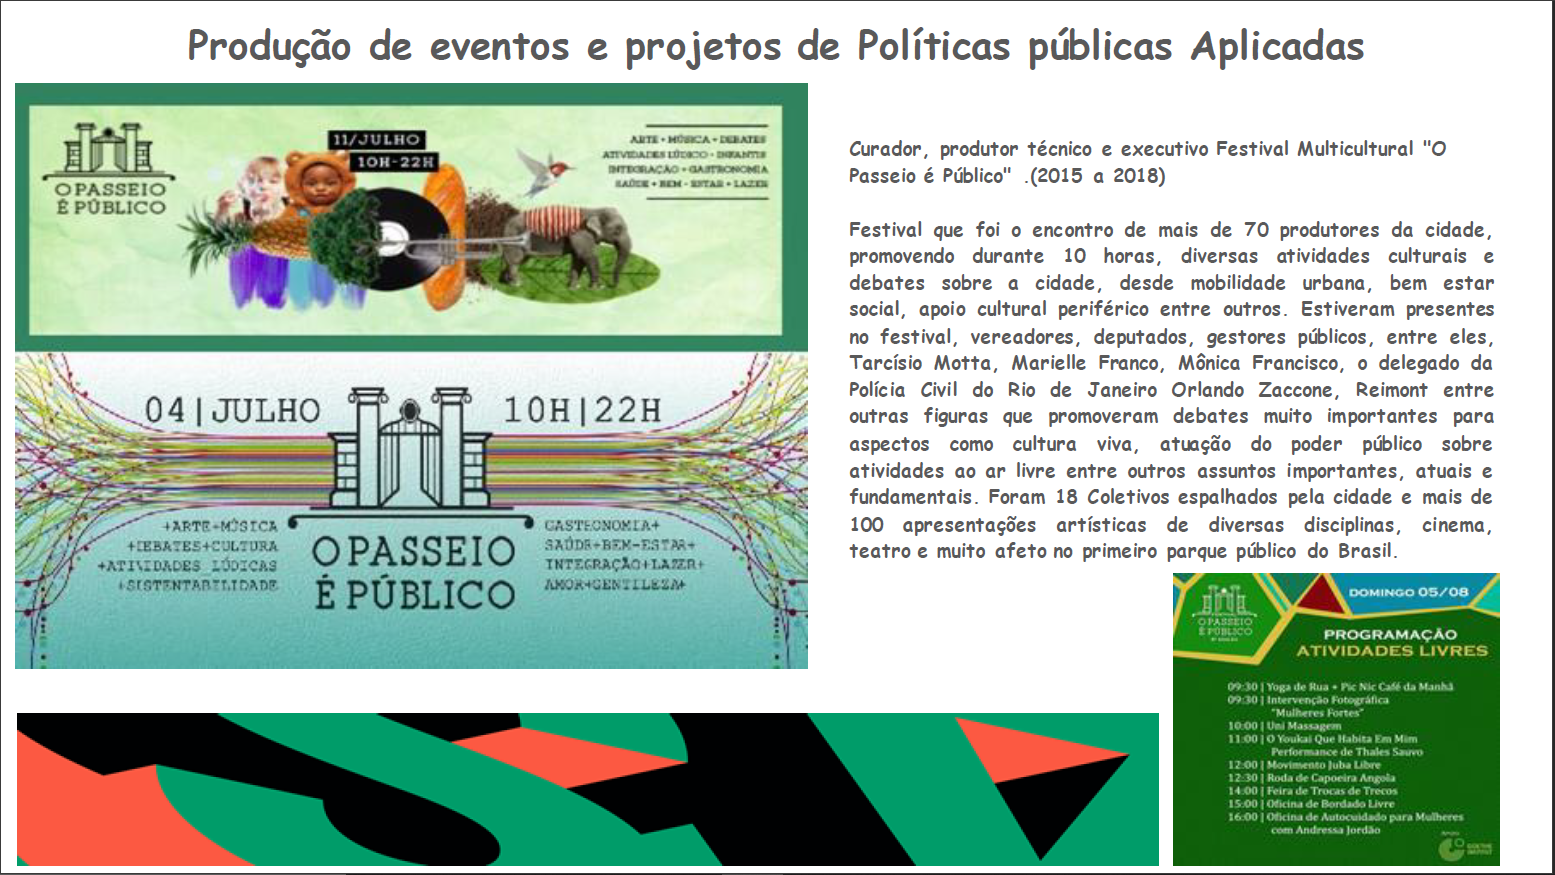 Produção de eventos e projetos de Políticas públicas Aplicadas
O PASSEIO
É PÚBLICO
11/JULHO
10H-22H
ARTE + MÚSICA + DEBATES
ATIVIDADES LÚDICO - INFANTIS
INTEGRAÇÃO + GASTRONOMIA
SAÚDE + BEM - ESTAR + LAZER
04|JULHO
10H|22H
+ARTE+MÚSICA
+DEBATES+CULTURA
+ATIVIDADES LÚDICAS
+SUSTENTABILIDADE
O PASSEIO
É PÚBLICO
GASTRONOMIA+
SAÚDE+BEM-ESTAR+
INTEGRAÇÃO+LAZER+
AMOR+GENTILEZA+
Curador, produtor técnico e executivo Festival Multicultural "O
Passeio é Público" .(2015 a 2018)
Festival que foi o encontro de mais de 70 produtores da cidade,
promovendo durante 10 horas, diversas atividades culturais e
debates sobre a cidade, desde mobilidade urbana, bem estar
social, apoio cultural periférico entre outros. Estiveram presentes
no festival, vereadores, deputados, gestores públicos, entre eles,
Tarcísio Motta, Marielle Franco, Mônica Francisco, o delegado da
Polícia Civil do Rio de Janeiro Orlando Zaccone, Reimont entre
outras figuras que promoveram debates muito importantes para
aspectos como cultura viva, atuação do poder público sobre
atividades ao ar livre entre outros assuntos importantes, atuais e
fundamentais. Foram 18 Coletivos espalhados pela cidade e mais de
100 apresentações artísticas de diversas disciplinas, cinema,
teatro e muito afeto no primeiro parque público do Brasil.
O PASSEIO
É PÚBLICO
DOMINGO 05/08
PROGRAMAÇÃO
ATIVIDADES LIVRES
09:30 | Yoga de Rua + Pic Nic Café da Manhã
09:30 | Intervenção Fotográfica
"Mulheres Fortes"
10:00 | Uni Massagem
11:00 | O Youkai Que Habita Em Mim
Performance de Thales Sauvo
12:00 | Movimento Juba Libre
12:30 | Roda de Capoeira Angola
14:00 | Feira de Trocas de Trecos
15:00 | Oficina de Bordado Livre
16:00 | Oficina de Autocuidado para Mulheres
com Andressa Jordão
GOETHE
INSTITUT